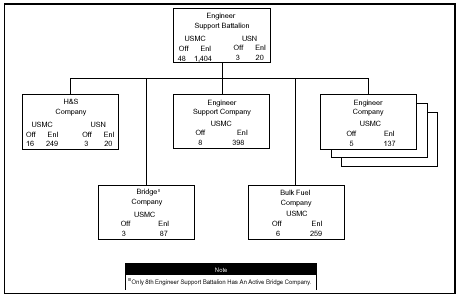 Engineer
Support Battalion
USMC USN
Off Enl Off Enl
48 1,404 3 20
H&S
Company
USMC USN
Off Enl Off Enl
16 249 3 20
Engineer
Support Company
USMC
Off Enl
8 398
Engineer
Company
USMC
Off Enl
5 137
Bridge*
Company
USMC
Off Enl
3 87
Bulk Fuel
Company
USMC
Off Enl
6 259
Note
*Only 8th Engineer Support Battalion Has An Active Bridge Company.